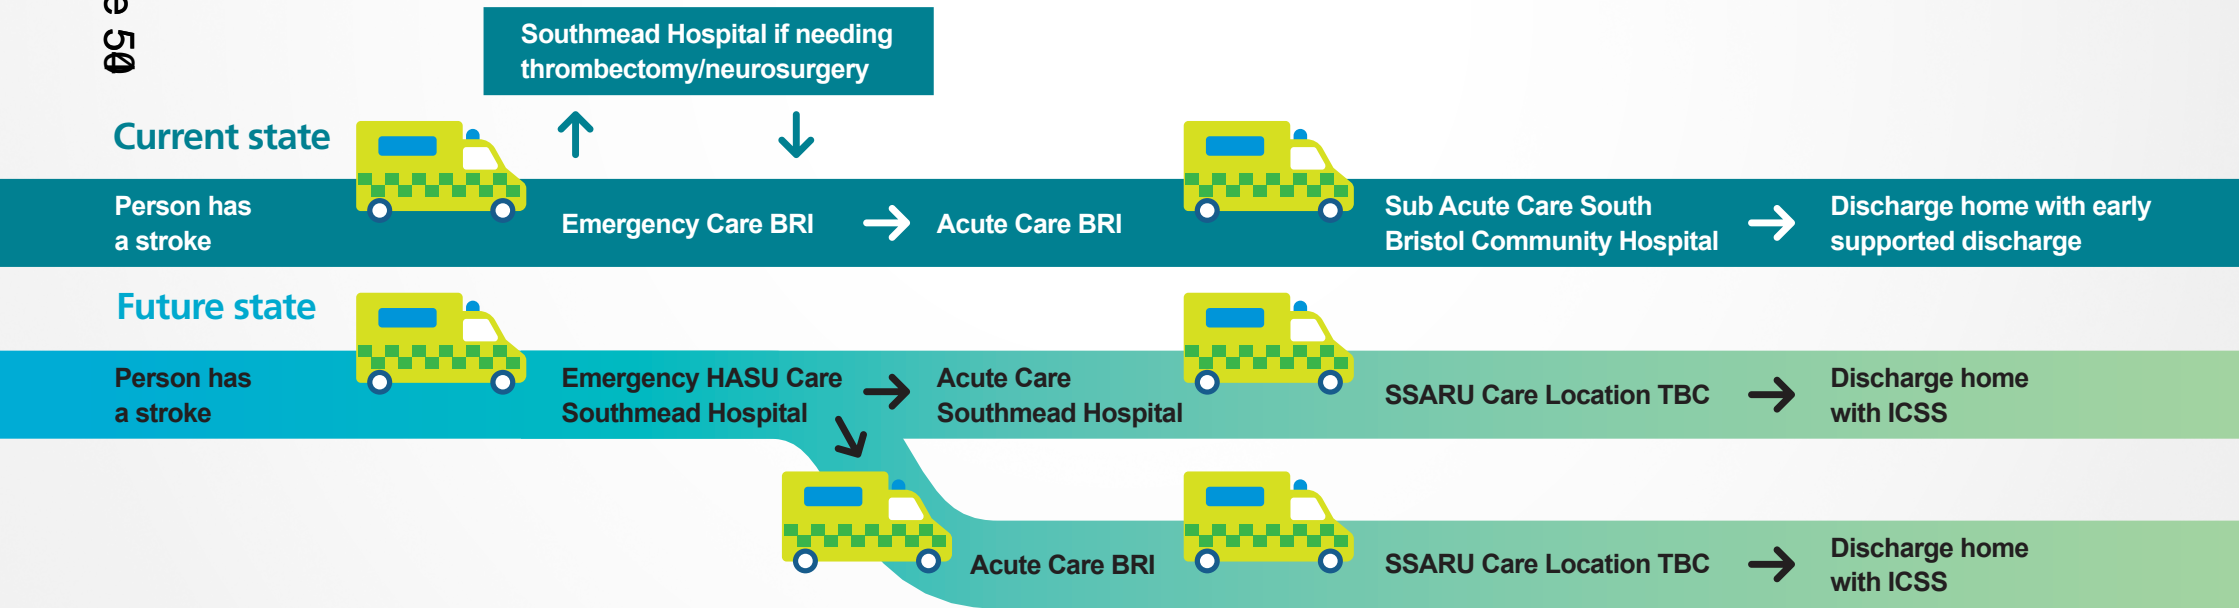 Southmead Hospital if needing
thrombectomy/neurosurgery
Current state
Person has
a stroke
Emergency Care BRI
Acute Care BRI
Sub Acute Care South
Bristol Community Hospital
Discharge home with early
supported discharge
Future state
Person has
a stroke
Emergency HASU Care
Southmead Hospital
Acute Care
Southmead Hospital
SSARU Care Location TBC
Discharge home
with ICSS
Acute Care BRI
SSARU Care Location TBC
Discharge home
with ICSS